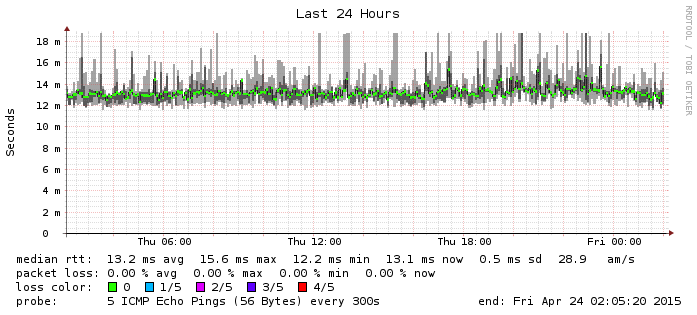 Last 24 Hours
RRDTOOL / TOBI OETIKER
Seconds
18 m
16 m
14 m
12 m
10 m
8 m
6 m
4 m
2 m
0
Thu 06:00 Thu 12:00 Thu 18:00 Fri 00:00
median rtt: 13.2 ms avg 15.6 ms max 12.2 ms min 13.1 ms now 0.5 ms sd 28.9 am/s
packet loss: 0.00 % avg 0.00 % max 0.00 % min 0.00 % now
loss color: 0 1/5 2/5 3/5 4/5
probe: 5 ICMP Echo Pings (56 Bytes) every 300s end: Fri Apr 24 02:05:20 2015